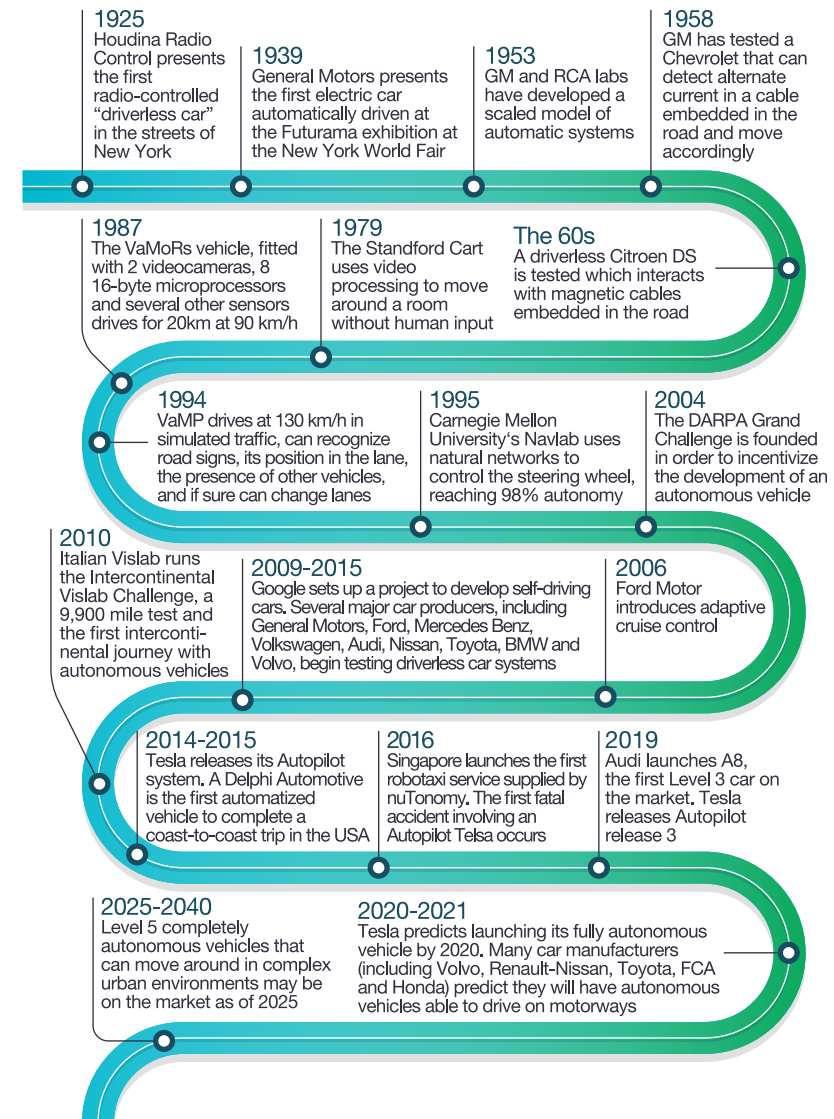 1925
Houdina Radio
Control presents
the first
radio-controlled
“driverless car”
in the streets of
New York
1939
General Motors presents
the first electric car
automatically driven at
the Futurama exhibition at
the New York World Fair
1953
GM and RCA labs
have developed a
scaled model of
automatic systems
1958
GM has tested a
Chevrolet that can
detect alternate
current in a cable
embedded in the
road and move
accordingly
The 60s
A driverless Citroen DS
is tested which interacts
with magnetic cables
embedded in the road
1979
The Standford Cart
uses video
processing to move
around a room
without human input
1987
The VaMoRs vehicle, fitted
with 2 videocameras, 8
16-byte microprocessors
and several other sensors
drives for 20km at 90 km/h
1994
VaMP drives at 130 km/h in
simulated traffic, can recognize
road signs, its position in the lane,
the presence of other vehicles,
and if sure can change lanes
1995
Carnegie Mellon
University‘s Navlab uses
natural networks to
control the steering wheel,
reaching 98% autonomy
2004
The DARPA Grand
Challenge is founded
in order to incentivize
the development of an
autonomous vehicle
2006
Ford Motor
introduces adaptive
cruise control
2009-2015
Google sets up a project to develop self-driving
cars. Several major car producers, including
General Motors, Ford, Mercedes Benz,
Volkswagen, Audi, Nissan, Toyota, BMW and
Volvo, begin testing driverless car systems
2010
Italian Vislab runs
the Intercontinental
Vislab Challenge, a
9,900 mile test and
the first interconti-
nental journey with
autonomous vehicles
2014-2015
Tesla releases its Autopilot
system. A Delphi Automotive
is the first automatized
vehicle to complete a
coast-to-coast trip in the USA
2016
Singapore launches the first
robotaxi service supplied by
nuTonomy. The first fatal
accident involving an
Autopilot Telsa occurs
2019
Audi launches A8,
the first Level 3 car on
the market. Tesla
releases Autopilot
release 3
2020-2021
Tesla predicts launching its fully autonomous
vehicle by 2020. Many car manufacturers
(including Volvo, Renault-Nissan, Toyota, FCA
and Honda) predict they will have autonomous
vehicles able to drive on motorways
2025-2040
Level 5 completely
autonomous vehicles that
can move around in complex
urban environments may be
on the market as of 2025